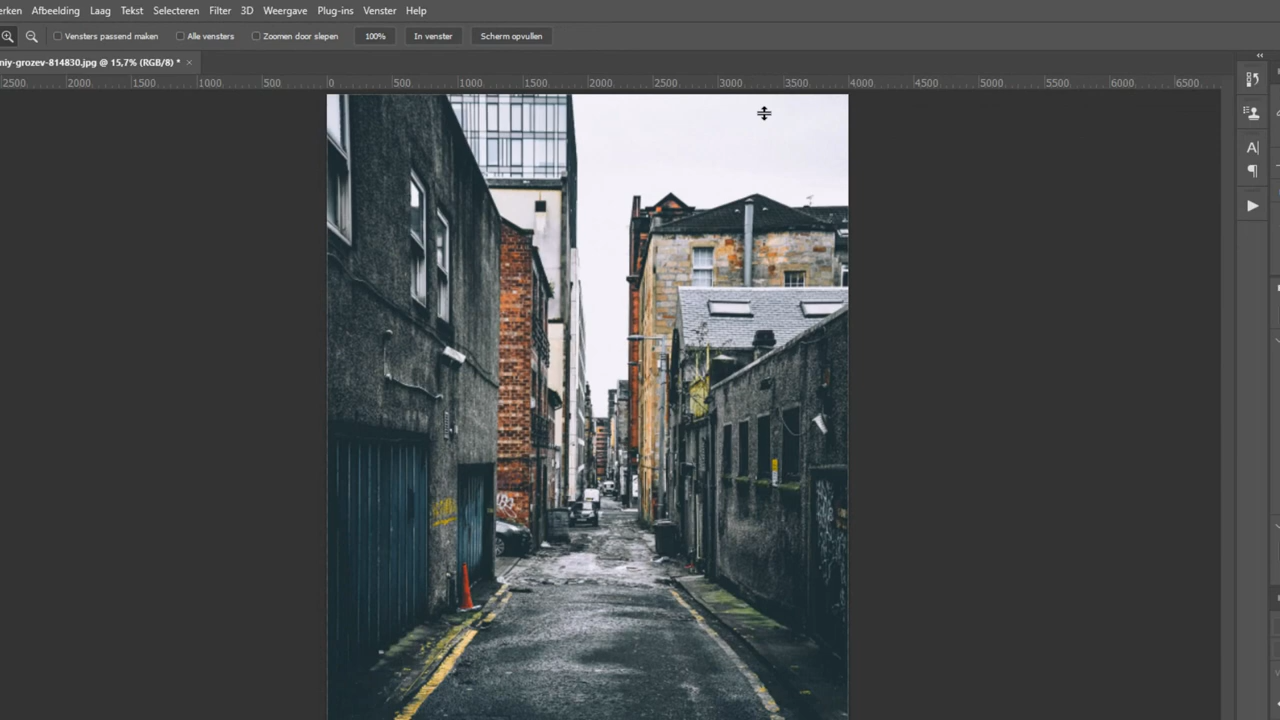 erken Afbeelding Laag Tekst Selecteren Filter 3D Weergave Plug-ins Venster Help
Vensters passend maken Alle vensters Zoomen door slepen 100% In venster Scherm opvullen
niy-grozev-814830.jpg @ 15,7% (RGB/8) * ×
2500 2000 1500 1000 500 0 500 1000 1500 2000 2500 3000 3500 4000 4500 5000 5500 6000 6500
A|